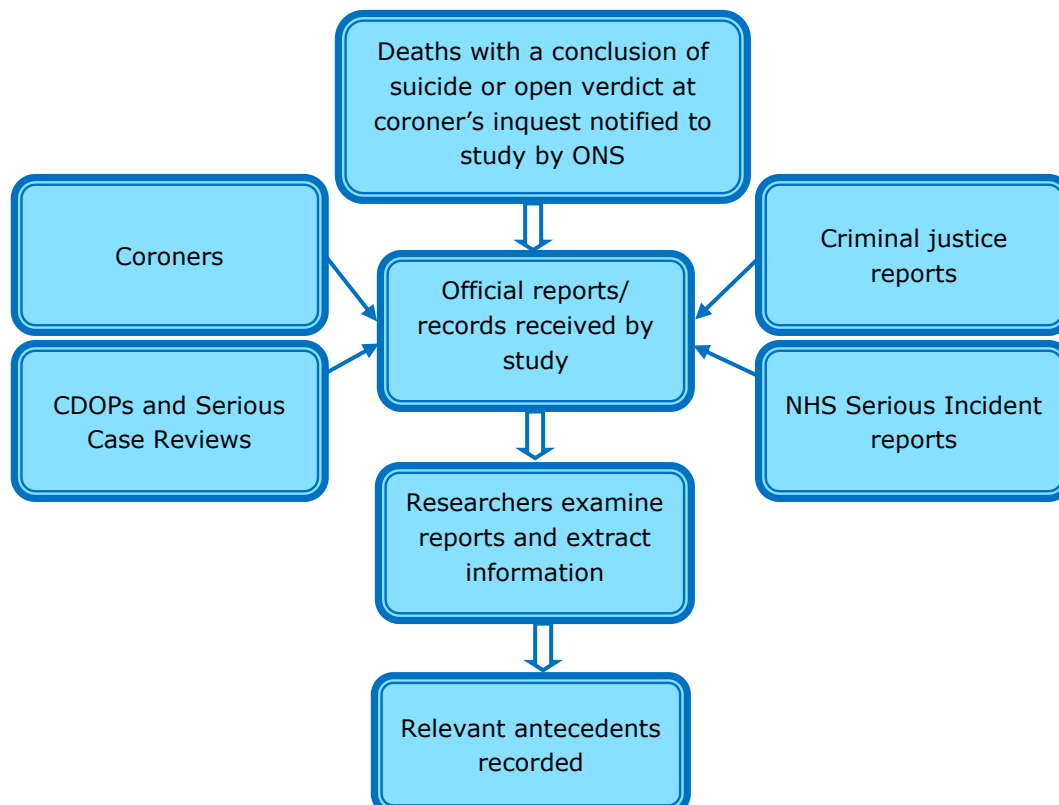 Deaths with a conclusion of
suicide or open verdict at
coroner’s inquest notified to
study by ONS
Coroners
Criminal justice
reports
Official reports/
records received by
study
CDOPs and Serious
Case Reviews
NHS Serious Incident
reports
Researchers examine
reports and extract
information
Relevant antecedents
recorded